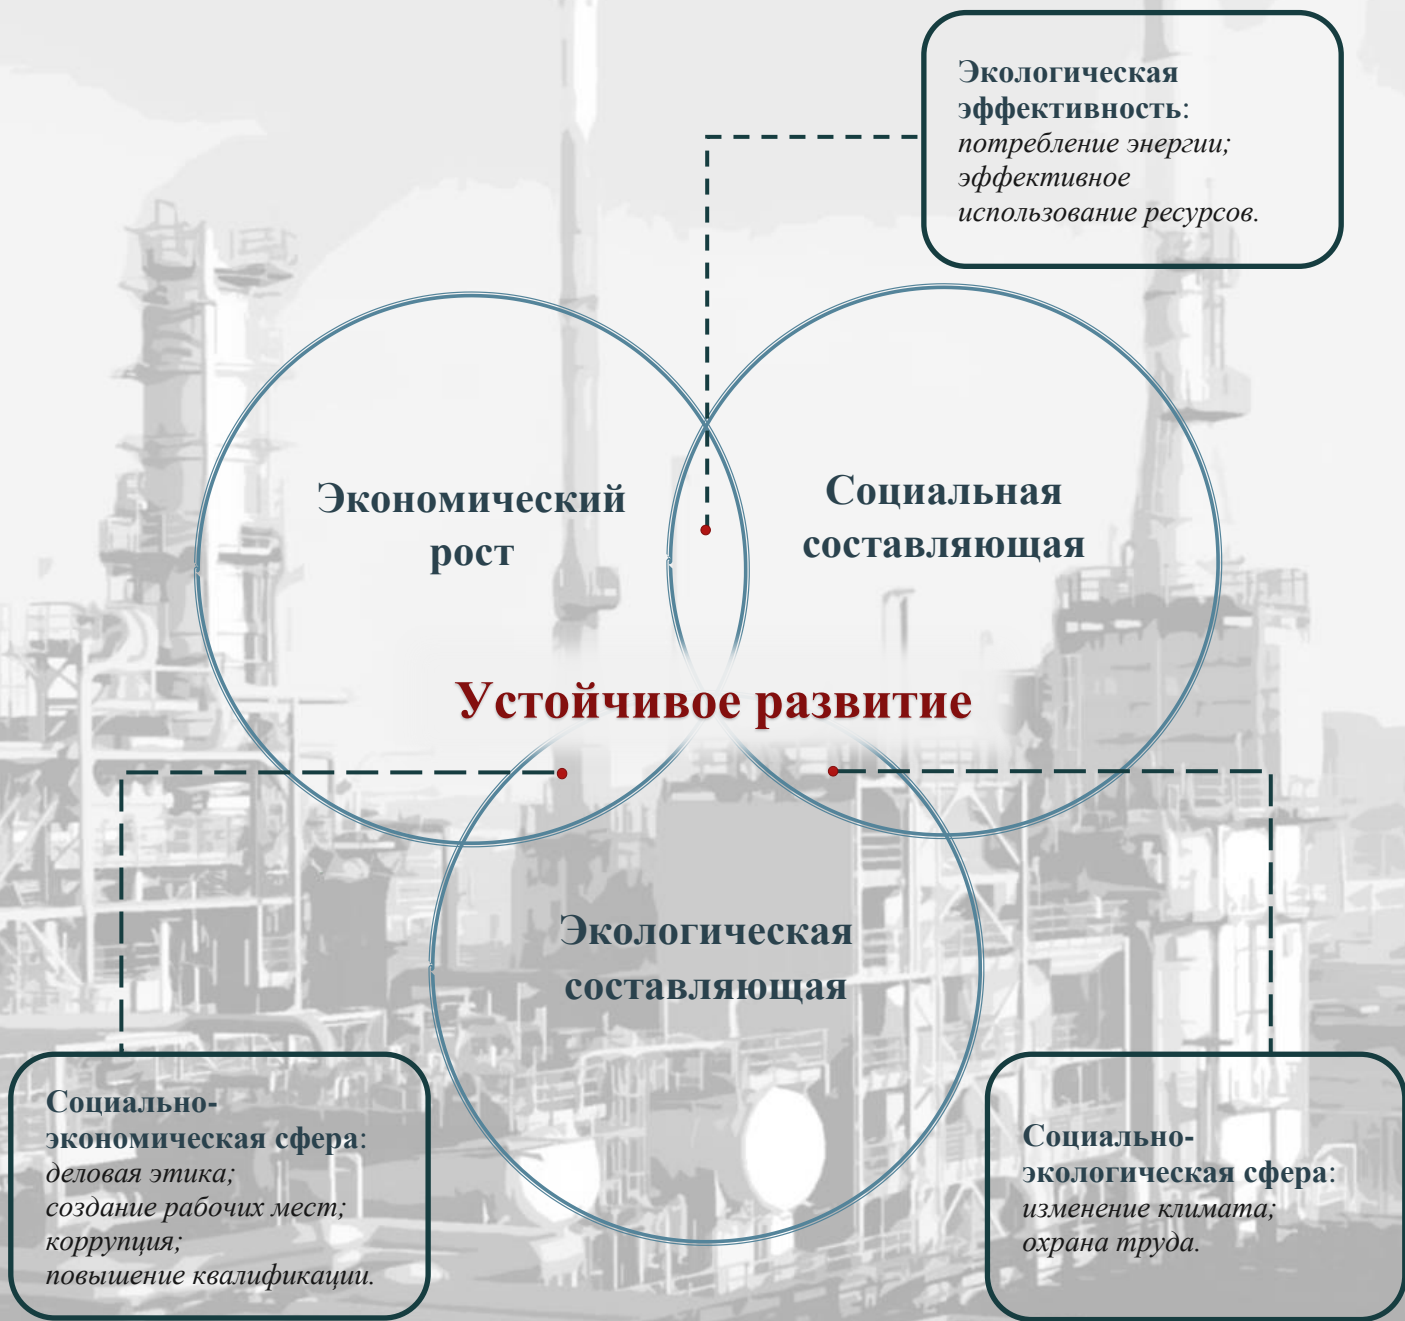 Экологическая
эффективность:
потребление энергии;
эффективное
использование ресурсов.
Экономический
рост
Социальная
составляющая
Устойчивое развитие
Экологическая
составляющая
Социально-
экономическая сфера:
деловая этика;
создание рабочих мест;
коррупция;
повышение квалификации.
Социально-
экологическая сфера:
изменение климата;
охрана труда.